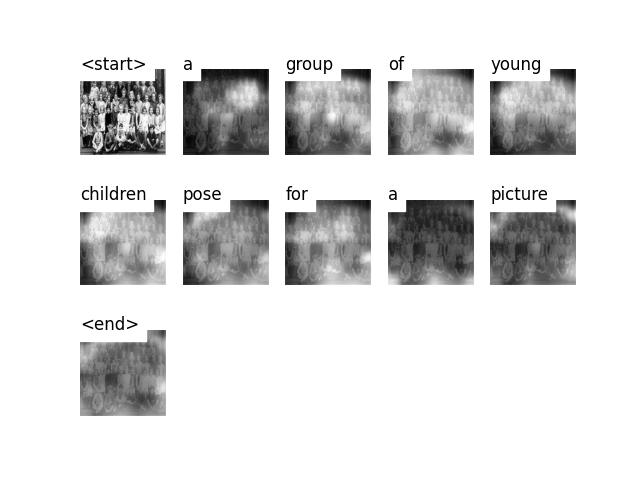 <start> a group of young
children pose for a picture
<end>